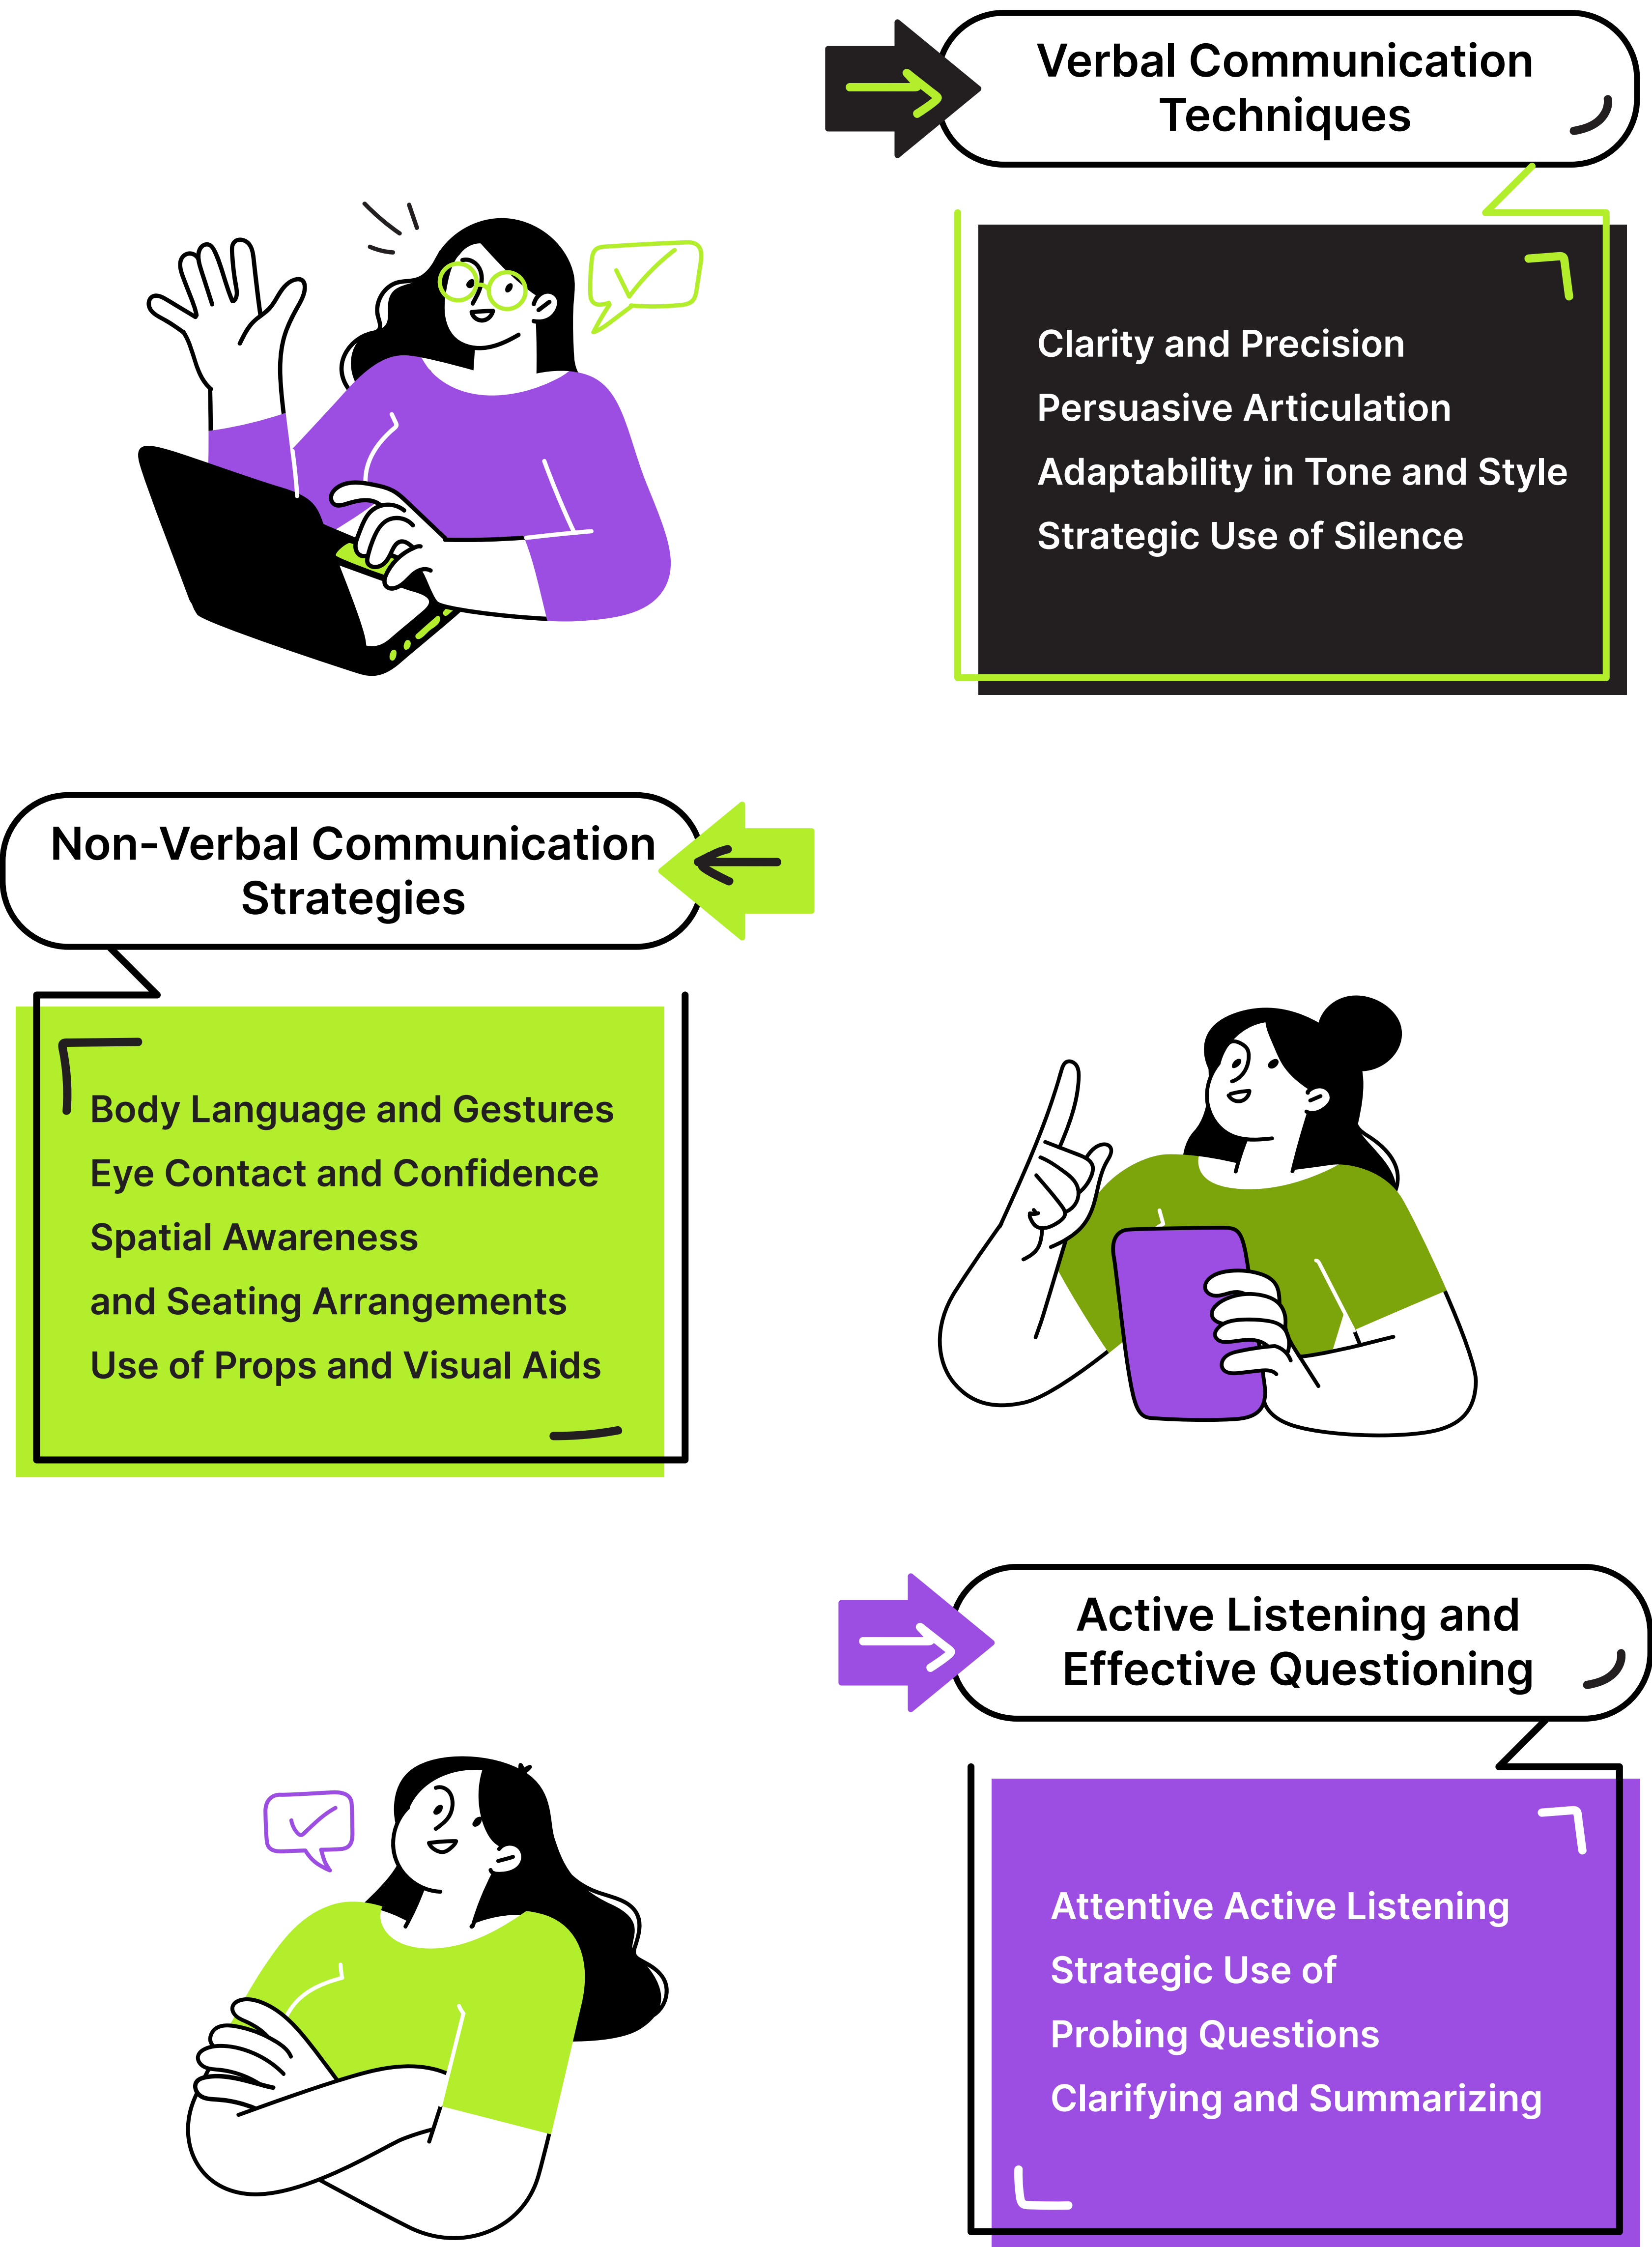 Verbal Communication
Techniques
Clarity and Precision
Persuasive Articulation
Adaptability in Tone and Style
Strategic Use of Silence
Non-Verbal Communication
Strategies
Body Language and Gestures
Eye Contact and Confidence
Spatial Awareness
and Seating Arrangements
Use of Props and Visual Aids
Active Listening and
Effective Questioning
Attentive Active Listening
Strategic Use of
Probing Questions
Clarifying and Summarizing